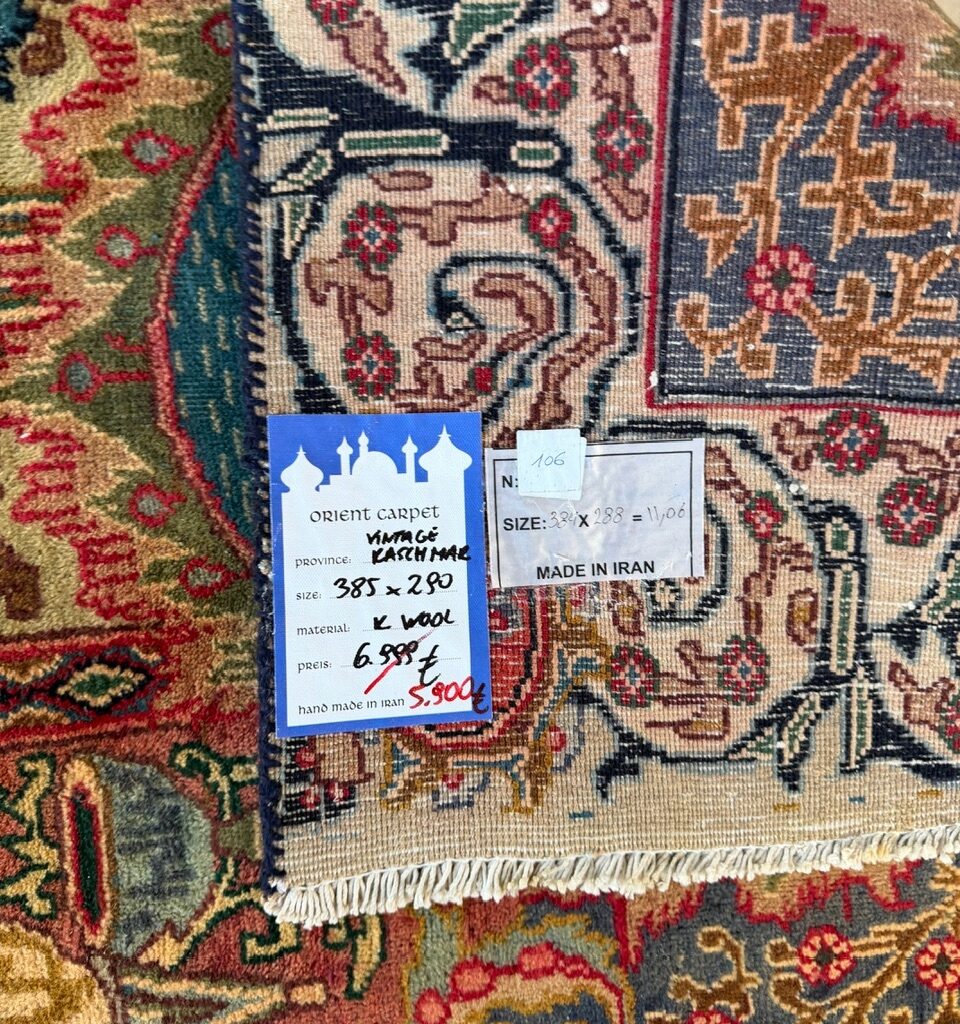 ORIENT CARPET
VINTAGE
PROVINCE: KASCHMAR
SIZE: 385 x 290
MATERIAL: K WOOL
PREIS: 6.999 €
HAND MADE IN IRAN 5.900 €
N: 106
SIZE: 384 X 288 = 11,06
MADE IN IRAN